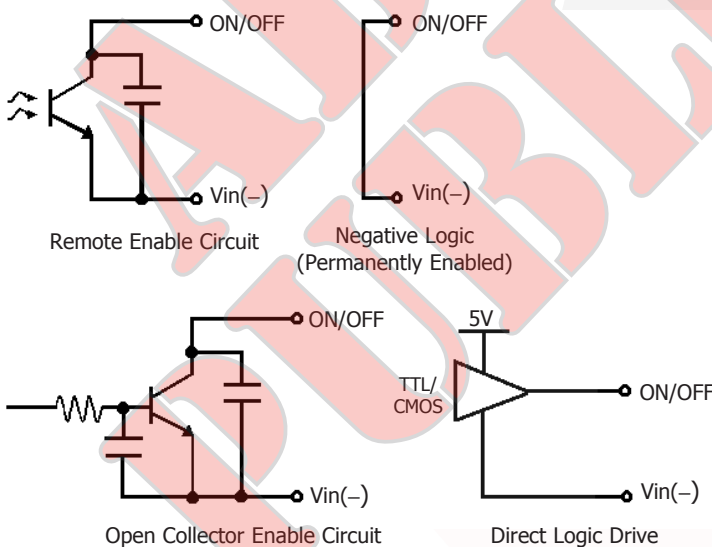 ON/OFF
ON/OFF
Vin(−)
Vin(−)
Remote Enable Circuit
Negative Logic
(Permanently Enabled)
ON/OFF
5V
TTL/
CMOS
ON/OFF
Vin(−)
Vin(−)
Open Collector Enable Circuit
Direct Logic Drive